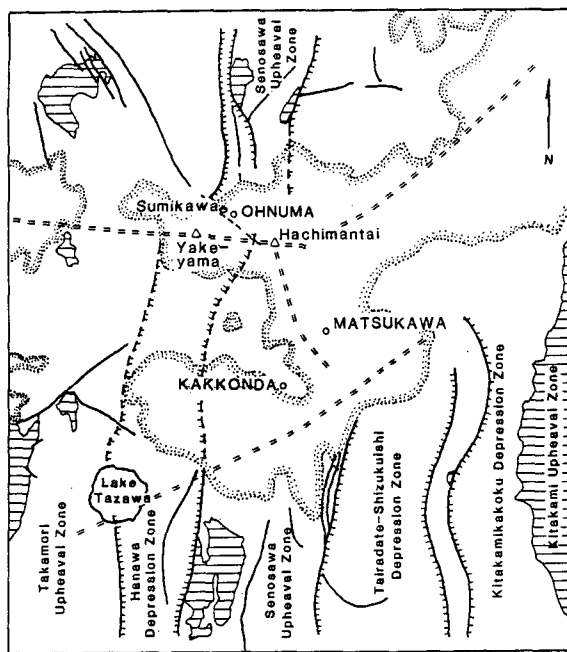 Senosawa
Upheaval
Zone
N
Sumikawa
OHNUMA
Hachimantai
Yake-
yama
MATSUKAWA
KAKKONDA
Lake
Tazawa
Takamori
Upheaval Zone
Hanawa
Depression Zone
Senosawa
Upheaval Zone
Tairadate-Shizukuishi
Depression Zone
Kitakamikakoku Depression Zone
Kitakami Upheaval Zone